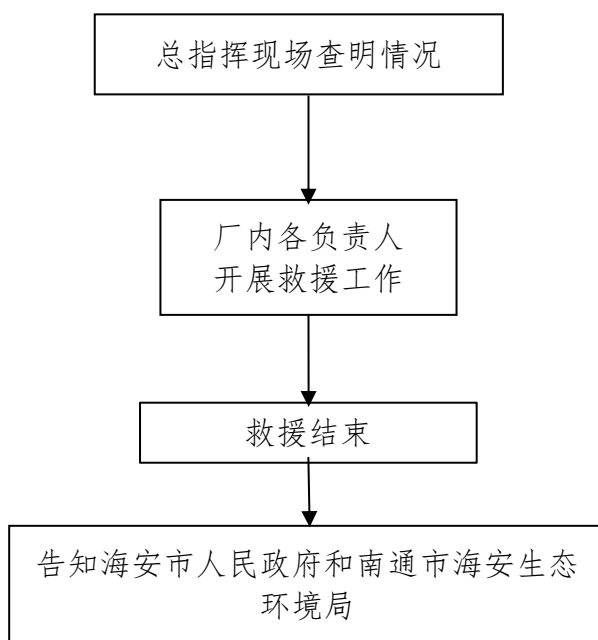 总指挥现场查明情况
厂内各负责人
开展救援工作
救援结束
告知海安市人民政府和南通市海安生态
环境局